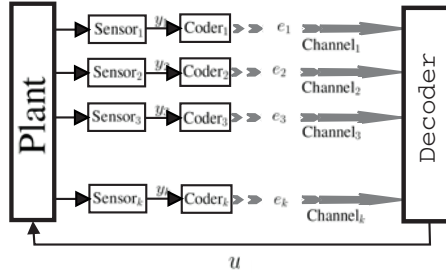 Plant
Sensor₁ y₁ Coder₁ e₁
Channel₁
Sensor₂ y₂ Coder₂ e₂
Channel₂
Sensor₃ y₃ Coder₃ e₃
Channel₃
Sensorₖ yₖ Coderₖ eₖ
Channelₖ
Decoder
u